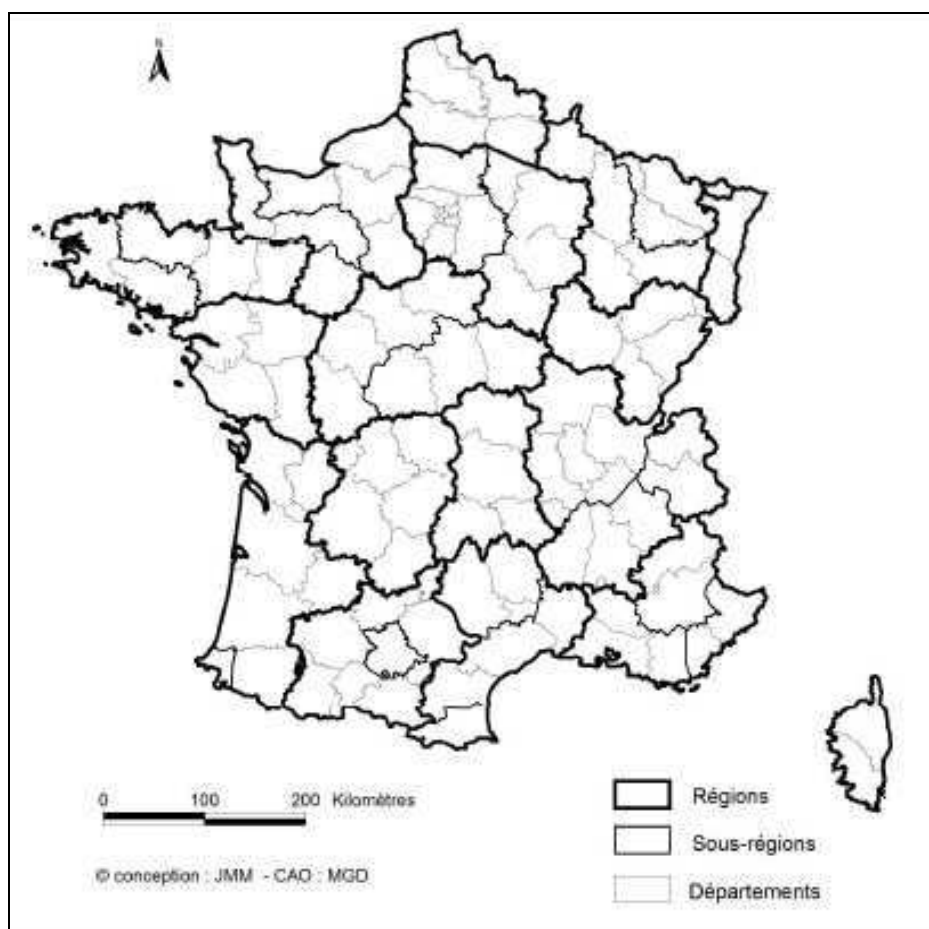 N
0 100 200 Kilomètres
Régions
Sous-régions
Départements
© conception : JMM - CAO : MGD